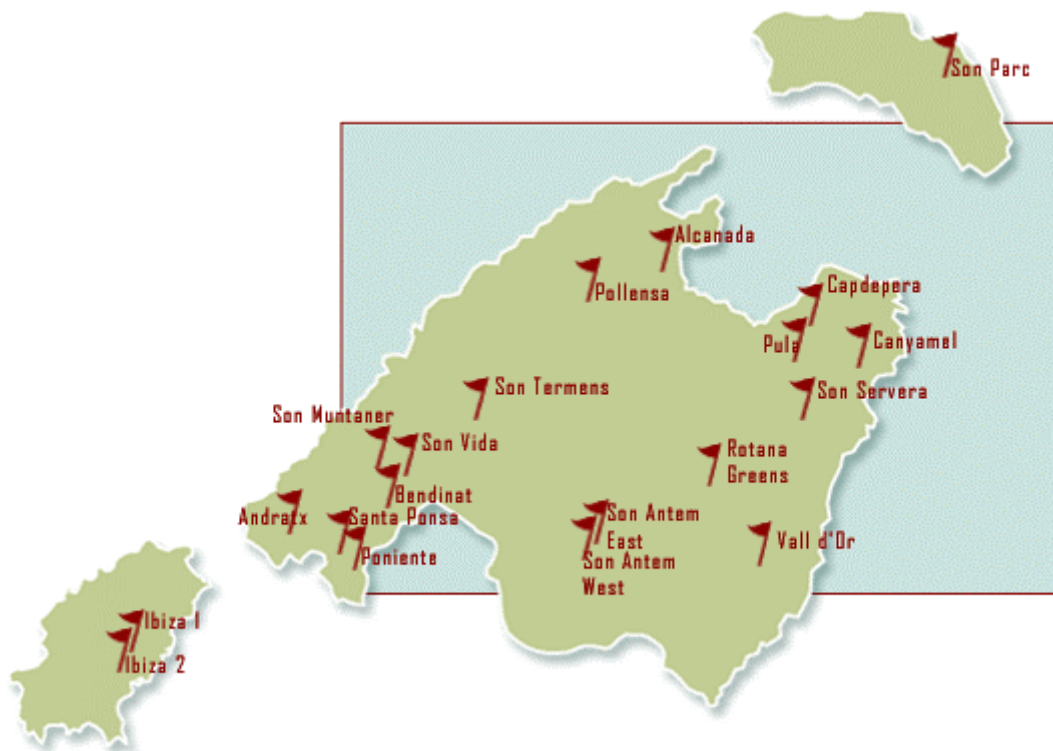 Son Parc
Alcanada
Pollensa
Capdepera
Pula
Canyamel
Son Termens
Son Servera
Son Muntaner
Son Vida
Rotana
Greens
Bendinat
Andratx
Santa Ponsa
Son Antem
East
Poniente
Son Antem
West
Vall d'Or
Ibiza 1
Ibiza 2